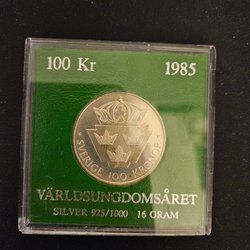 100 Kr 1985
SVERIGE 100 KRONOR
VÄRLDSUNGDOMSÅRET
SILVER 925/1000 16 GRAM